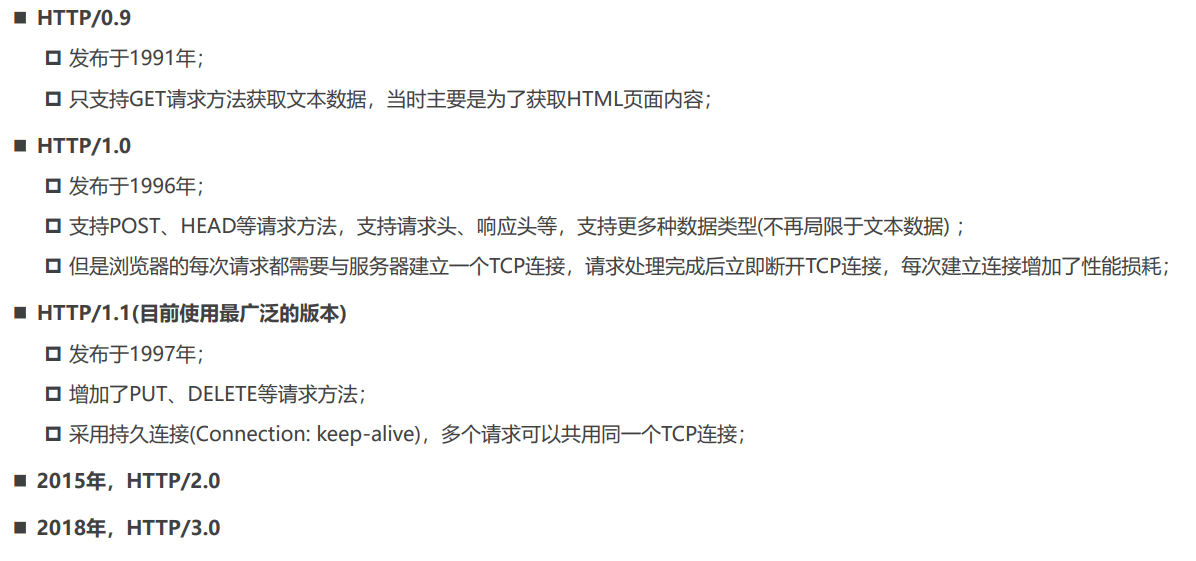 HTTP/0.9
发布于1991年；
只支持GET请求方法获取文本数据，当时主要是为了获取HTML页面内容；
HTTP/1.0
发布于1996年；
支持POST、HEAD等请求方法，支持请求头、响应头等，支持更多种数据类型(不再局限于文本数据) ；
但是浏览器的每次请求都需要与服务器建立一个TCP连接，请求处理完成后立即断开TCP连接，每次建立连接增加了性能损耗；
HTTP/1.1(目前使用最广泛的版本)
发布于1997年；
增加了PUT、DELETE等请求方法；
采用持久连接(Connection: keep-alive)，多个请求可以共用同一个TCP连接；
2015年，HTTP/2.0
2018年，HTTP/3.0